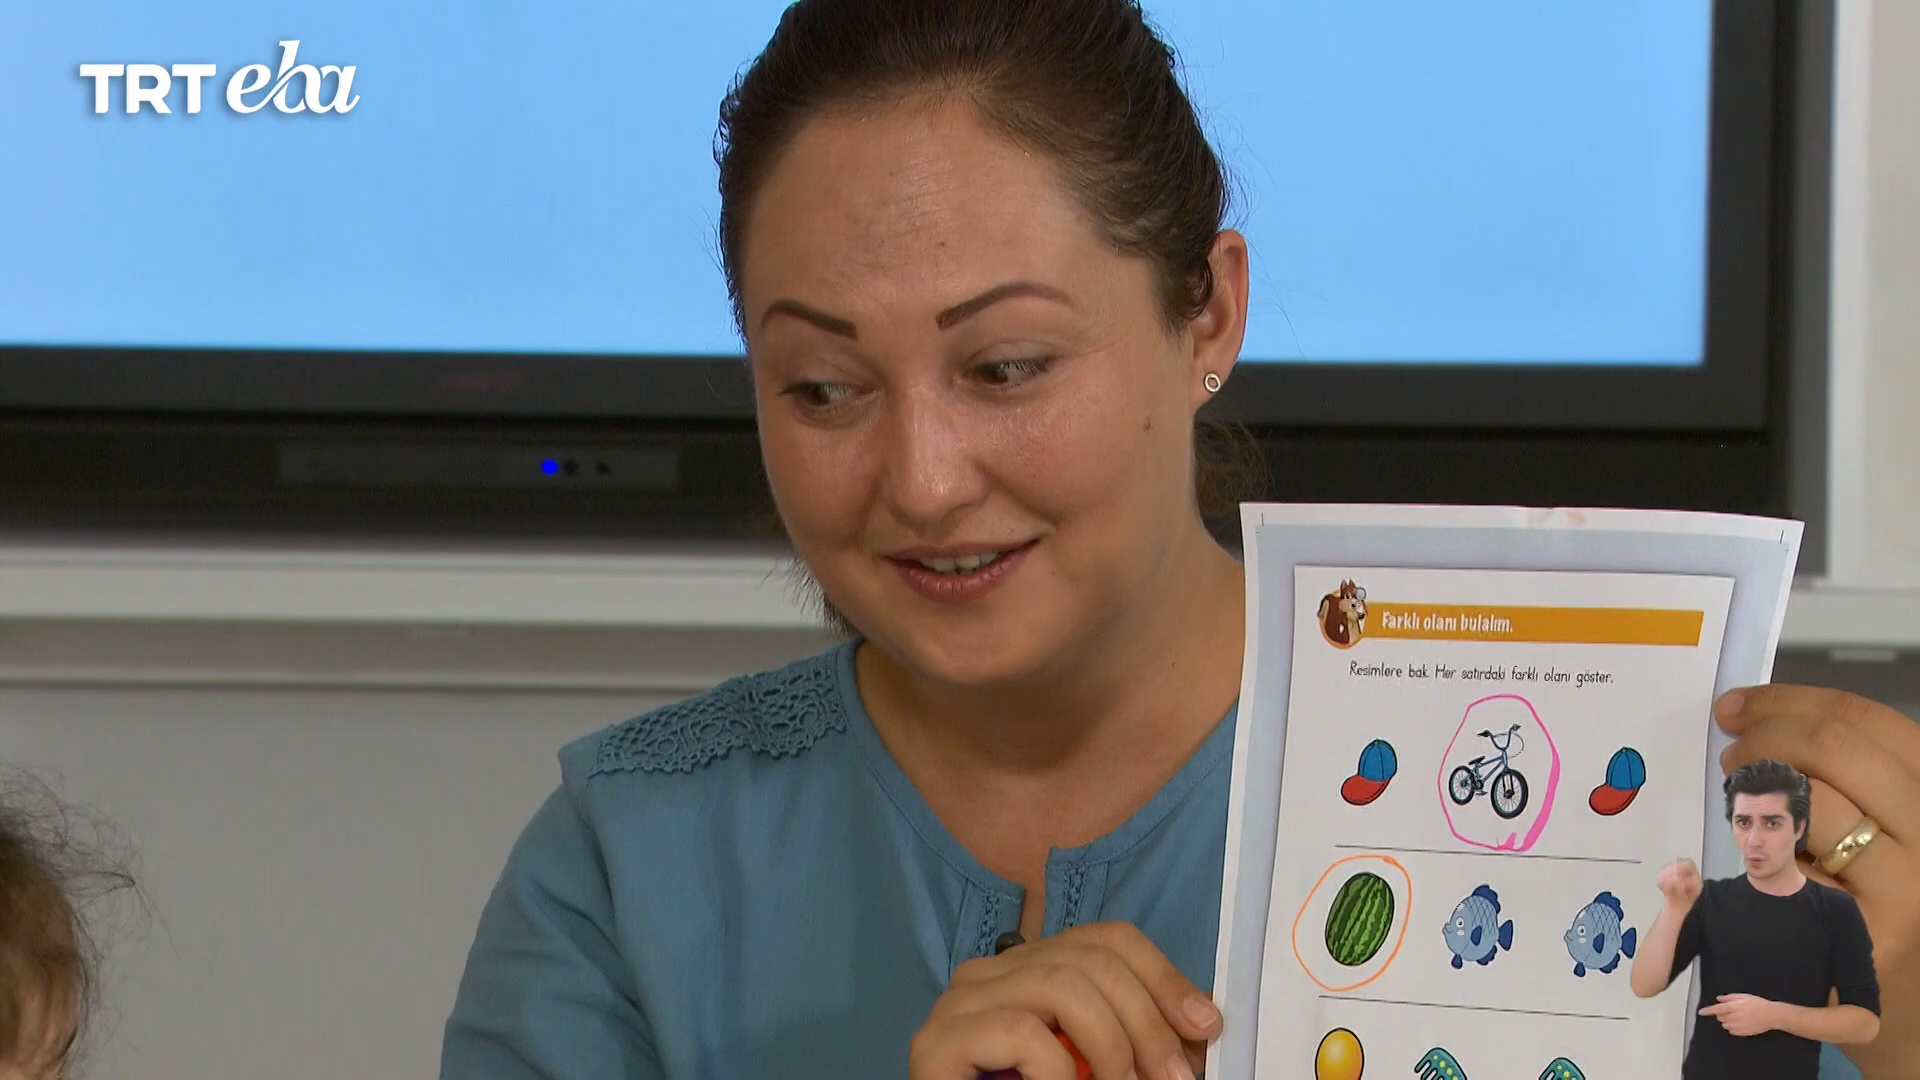 TRT eba
Farklı olanı bulalım.
Resimlere bak. Her satırdaki farklı olanı göster.